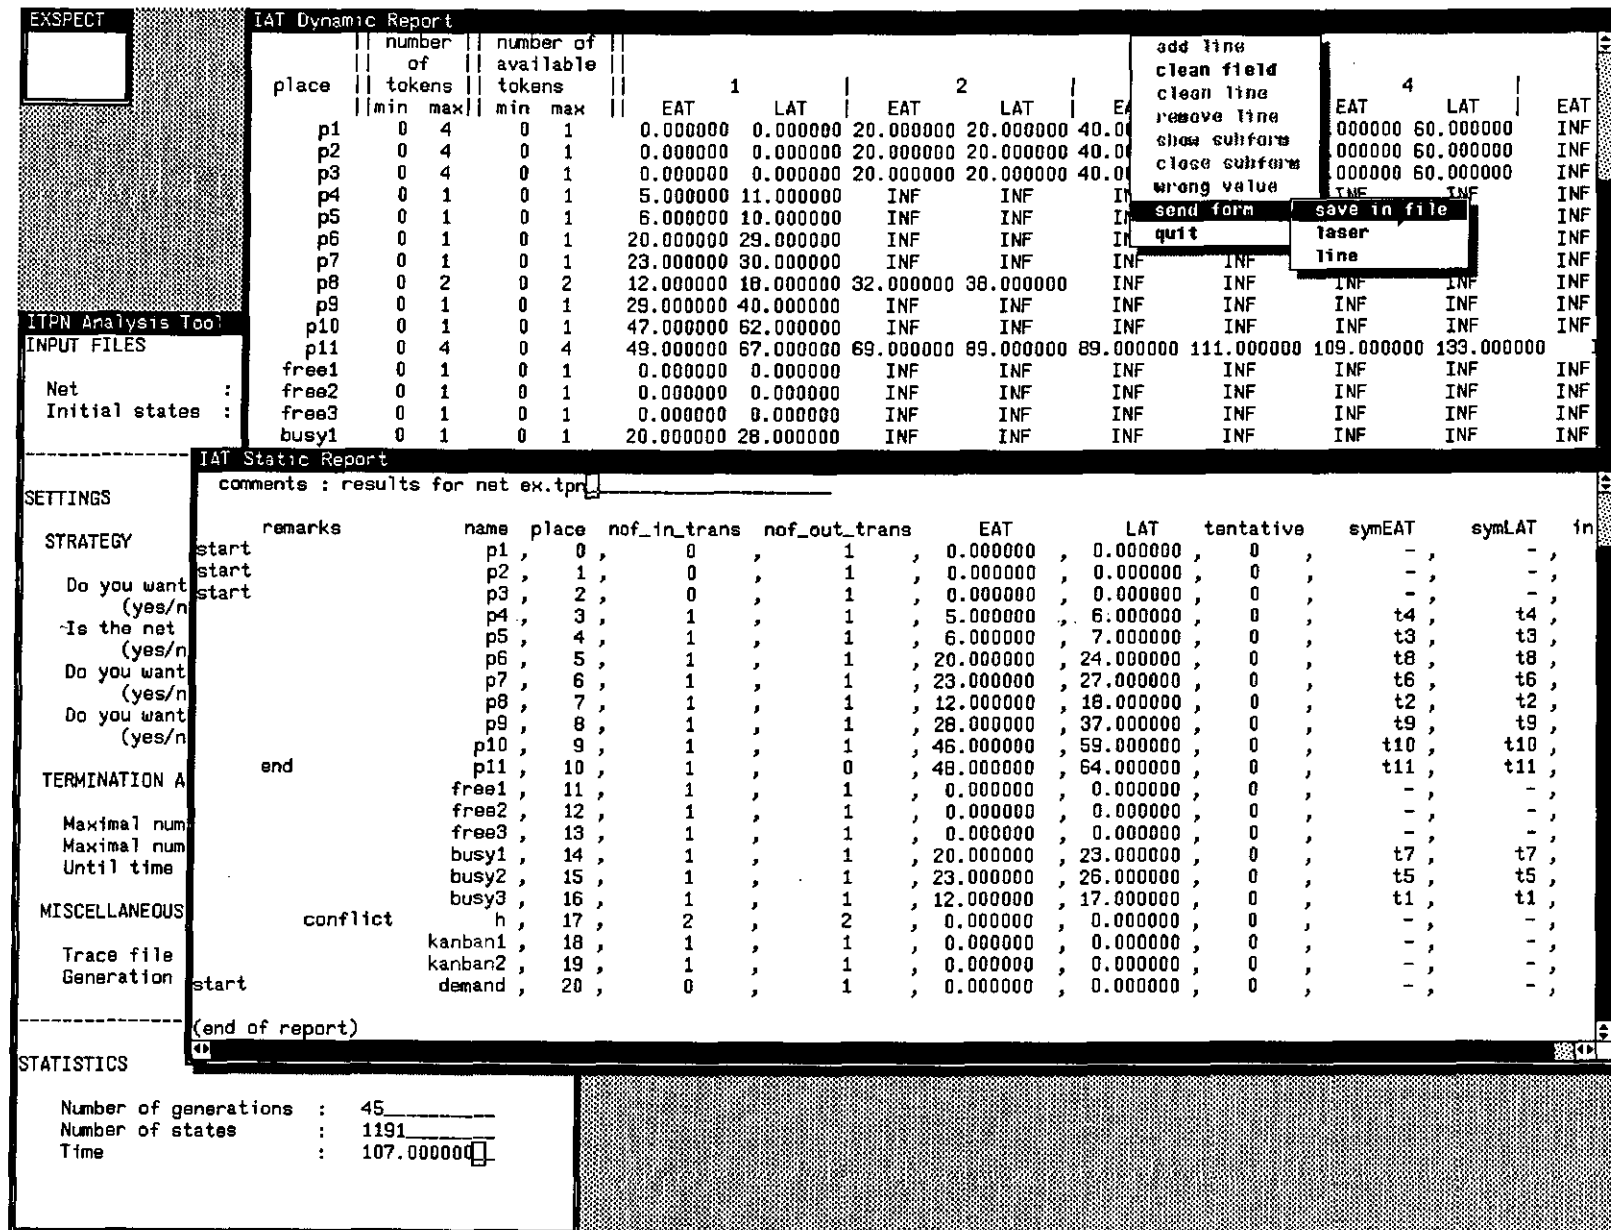 EXSPECT
IAT Dynamic Report
|| number || number of ||
|| of || available ||
place || tokens || tokens || 1 | 2 | 4 |
||min max|| min max || EAT LAT | EAT LAT | EA EAT LAT | EAT
p1 0 4 0 1 0.000000 0.000000 20.000000 20.000000 40.00 000000 60.000000 INF
p2 0 4 0 1 0.000000 0.000000 20.000000 20.000000 40.00 000000 60.000000 INF
p3 0 4 0 1 0.000000 0.000000 20.000000 20.000000 40.00 000000 60.000000 INF
p4 0 1 0 1 5.000000 11.000000 INF INF IN INF INF INF
p5 0 1 0 1 6.000000 10.000000 INF INF IN INF
p6 0 1 0 1 20.000000 29.000000 INF INF IN INF
p7 0 1 0 1 23.000000 30.000000 INF INF INF INF INF
p8 0 2 0 2 12.000000 18.000000 32.000000 38.000000 INF INF INF INF INF
p9 0 1 0 1 29.000000 40.000000 INF INF INF INF INF INF INF
p10 0 1 0 1 47.000000 62.000000 INF INF INF INF INF INF INF
p11 0 4 0 4 49.000000 67.000000 69.000000 89.000000 89.000000 111.000000 109.000000 133.000000 I
free1 0 1 0 1 0.000000 0.000000 INF INF INF INF INF INF INF
free2 0 1 0 1 0.000000 0.000000 INF INF INF INF INF INF INF
free3 0 1 0 1 0.000000 0.000000 INF INF INF INF INF INF INF
busy1 0 1 0 1 20.000000 28.000000 INF INF INF INF INF INF INF
add line
clean field
clean line
remove line
show subform
close subform
wrong value
send form
quit
save in file
laser
line
ITPN Analysis Tool
INPUT FILES
Net :
Initial states :
SETTINGS
STRATEGY
Do you want
(yes/n
~Is the net
(yes/n
Do you want
(yes/n
Do you want
(yes/n
TERMINATION A
Maximal num
Maximal num
Until time
MISCELLANEOUS
Trace file
Generation
STATISTICS
Number of generations : 45
Number of states : 1191
Time : 107.000000
IAT Static Report
comments : results for net ex.tpn
remarks name place nof_in_trans nof_out_trans EAT LAT tentative symEAT symLAT in
start p1 , 0 , 0 , 1 , 0.000000 , 0.000000 , 0 , - , - ,
start p2 , 1 , 0 , 1 , 0.000000 , 0.000000 , 0 , - , - ,
start p3 , 2 , 0 , 1 , 0.000000 , 0.000000 , 0 , - , - ,
p4 , 3 , 1 , 1 , 5.000000 , 6.000000 , 0 , t4 , t4 ,
p5 , 4 , 1 , 1 , 6.000000 , 7.000000 , 0 , t3 , t3 ,
p6 , 5 , 1 , 1 , 20.000000 , 24.000000 , 0 , t8 , t8 ,
p7 , 6 , 1 , 1 , 23.000000 , 27.000000 , 0 , t6 , t6 ,
p8 , 7 , 1 , 1 , 12.000000 , 18.000000 , 0 , t2 , t2 ,
p9 , 8 , 1 , 1 , 28.000000 , 37.000000 , 0 , t9 , t9 ,
p10 , 9 , 1 , 1 , 46.000000 , 59.000000 , 0 , t10 , t10 ,
end p11 , 10 , 1 , 0 , 48.000000 , 64.000000 , 0 , t11 , t11 ,
free1 , 11 , 1 , 1 , 0.000000 , 0.000000 , 0 , - , - ,
free2 , 12 , 1 , 1 , 0.000000 , 0.000000 , 0 , - , - ,
free3 , 13 , 1 , 1 , 0.000000 , 0.000000 , 0 , - , - ,
busy1 , 14 , 1 , 1 , 20.000000 , 23.000000 , 0 , t7 , t7 ,
busy2 , 15 , 1 , 1 , 23.000000 , 26.000000 , 0 , t5 , t5 ,
busy3 , 16 , 1 , 1 , 12.000000 , 17.000000 , 0 , t1 , t1 ,
conflict h , 17 , 2 , 2 , 0.000000 , 0.000000 , 0 , - , - ,
kanban1 , 18 , 1 , 1 , 0.000000 , 0.000000 , 0 , - , - ,
kanban2 , 19 , 1 , 1 , 0.000000 , 0.000000 , 0 , - , - ,
start demand , 20 , 0 , 1 , 0.000000 , 0.000000 , 0 , - , - ,
(end of report)